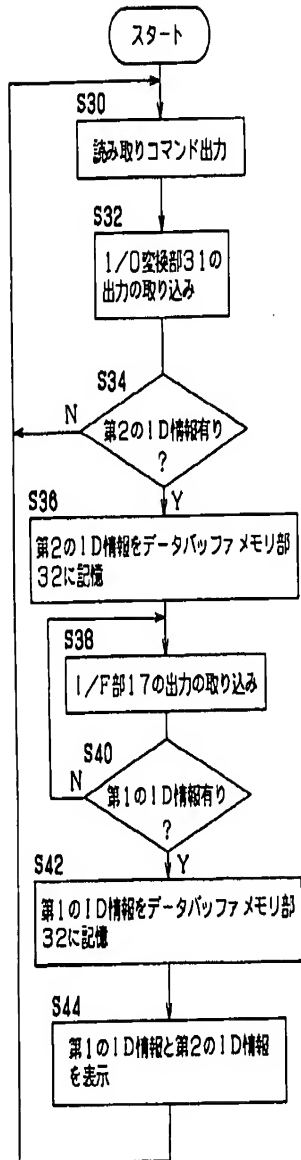 スタート
S30
読み取りコマンド出力
S32
I/O変換部31の
出力の取り込み
S34
N
第2のID情報有り
?
Y
S36
第2のID情報をデータバッファメモリ部
32に記憶
S38
I/F部17の出力の取り込み
S40
N
第1のID情報有り
?
Y
S42
第1のID情報をデータバッファメモリ部
32に記憶
S44
第1のID情報と第2のID情報
を表示